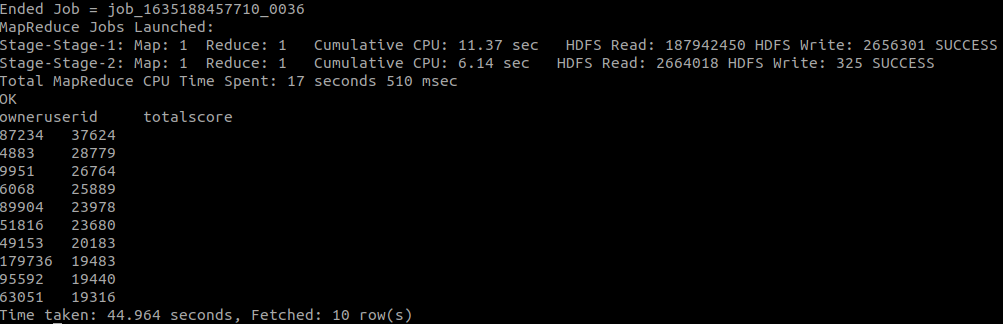 Ended Job = job_1635188457710_0036
MapReduce Jobs Launched:
Stage-Stage-1: Map: 1  Reduce: 1   Cumulative CPU: 11.37 sec   HDFS Read: 187942450 HDFS Write: 2656301 SUCCESS
Stage-Stage-2: Map: 1  Reduce: 1   Cumulative CPU: 6.14 sec   HDFS Read: 2664018 HDFS Write: 325 SUCCESS
Total MapReduce CPU Time Spent: 17 seconds 510 msec
OK
owneruserid     totalscore
87234   37624
4883    28779
9951    26764
6068    25889
89904   23978
51816   23680
49153   20183
179736  19483
95592   19440
63051   19316
Time taken: 44.964 seconds, Fetched: 10 row(s)